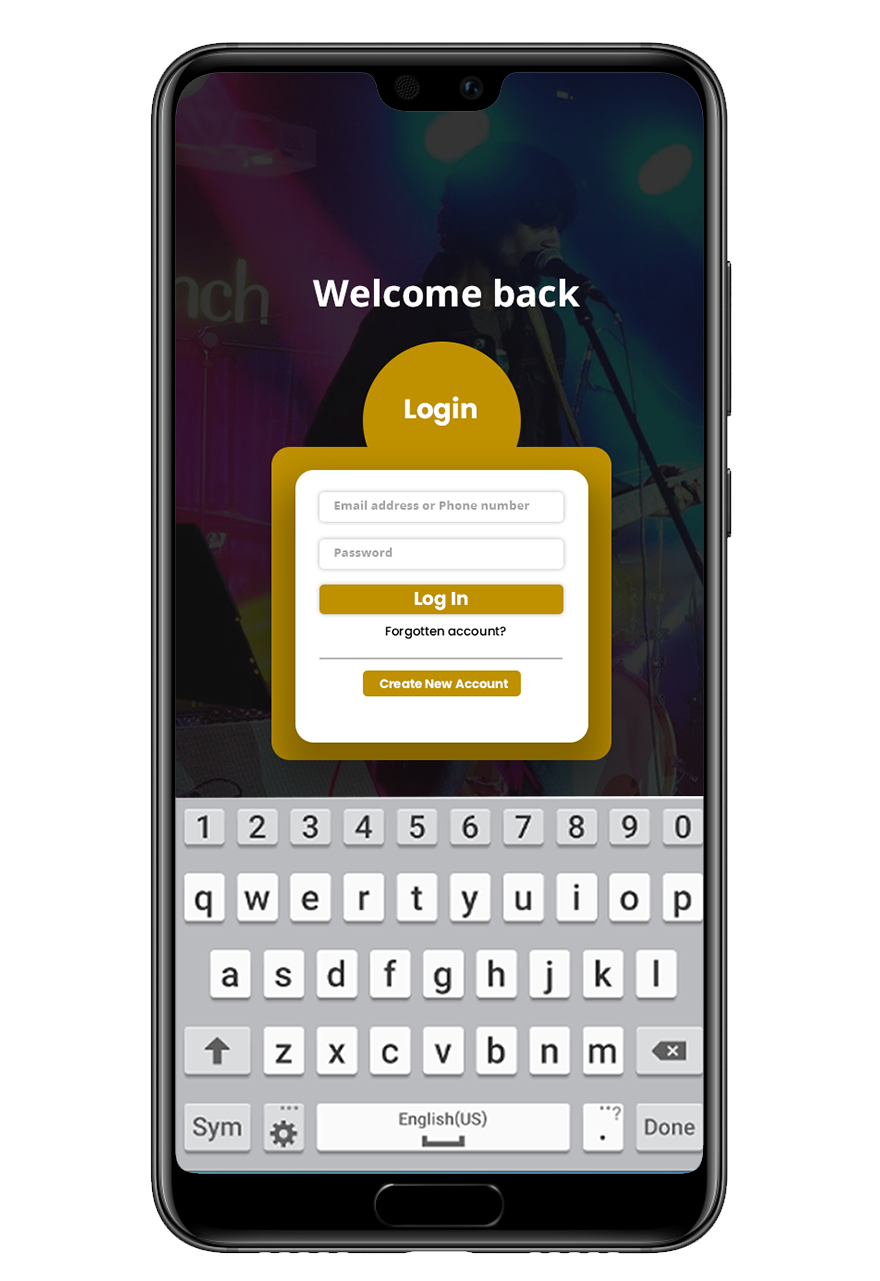 nch
Welcome back
Login
Email address or Phone number
Password
Log In
Forgotten account?
Create New Account
1 2 3 4 5 6 7 8 9 0
q w e r t y u i o p
a s d f g h j k l
z x c v b n m
Sym English(US) ...? . Done